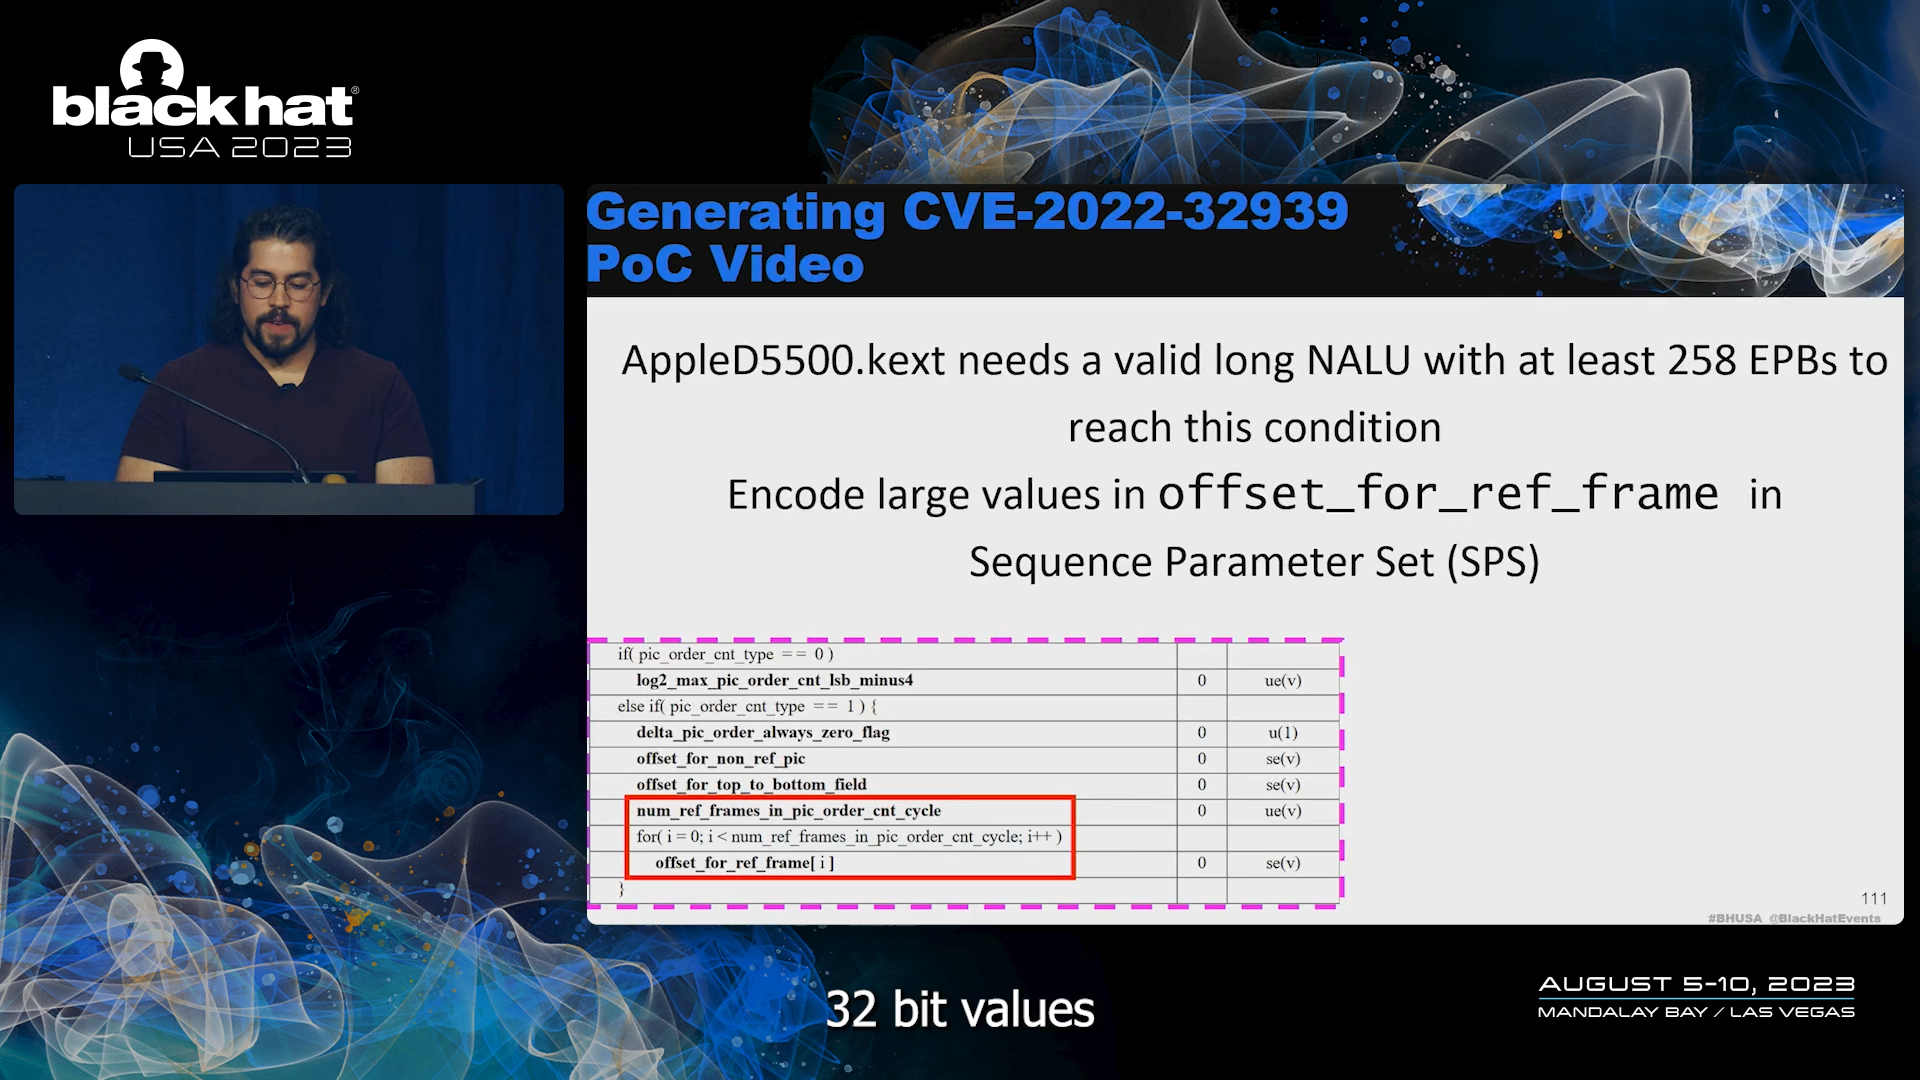 black hat®
USA 2023
Generating CVE-2022-32939
PoC Video
AppleD5500.kext needs a valid long NALU with at least 258 EPBs to
reach this condition
Encode large values in offset_for_ref_frame in
Sequence Parameter Set (SPS)
if( pic_order_cnt_type = = 0 )
log2_max_pic_order_cnt_lsb_minus4 0 ue(v)
else if( pic_order_cnt_type = = 1 ) {
delta_pic_order_always_zero_flag 0 u(1)
offset_for_non_ref_pic 0 se(v)
offset_for_top_to_bottom_field 0 se(v)
num_ref_frames_in_pic_order_cnt_cycle 0 ue(v)
for( i = 0; i < num_ref_frames_in_pic_order_cnt_cycle; i++ )
offset_for_ref_frame[ i ] 0 se(v)
}
111
#BHUSA @BlackHatEvents
32 bit values
AUGUST 5-10, 2023
MANDALAY BAY / LAS VEGAS